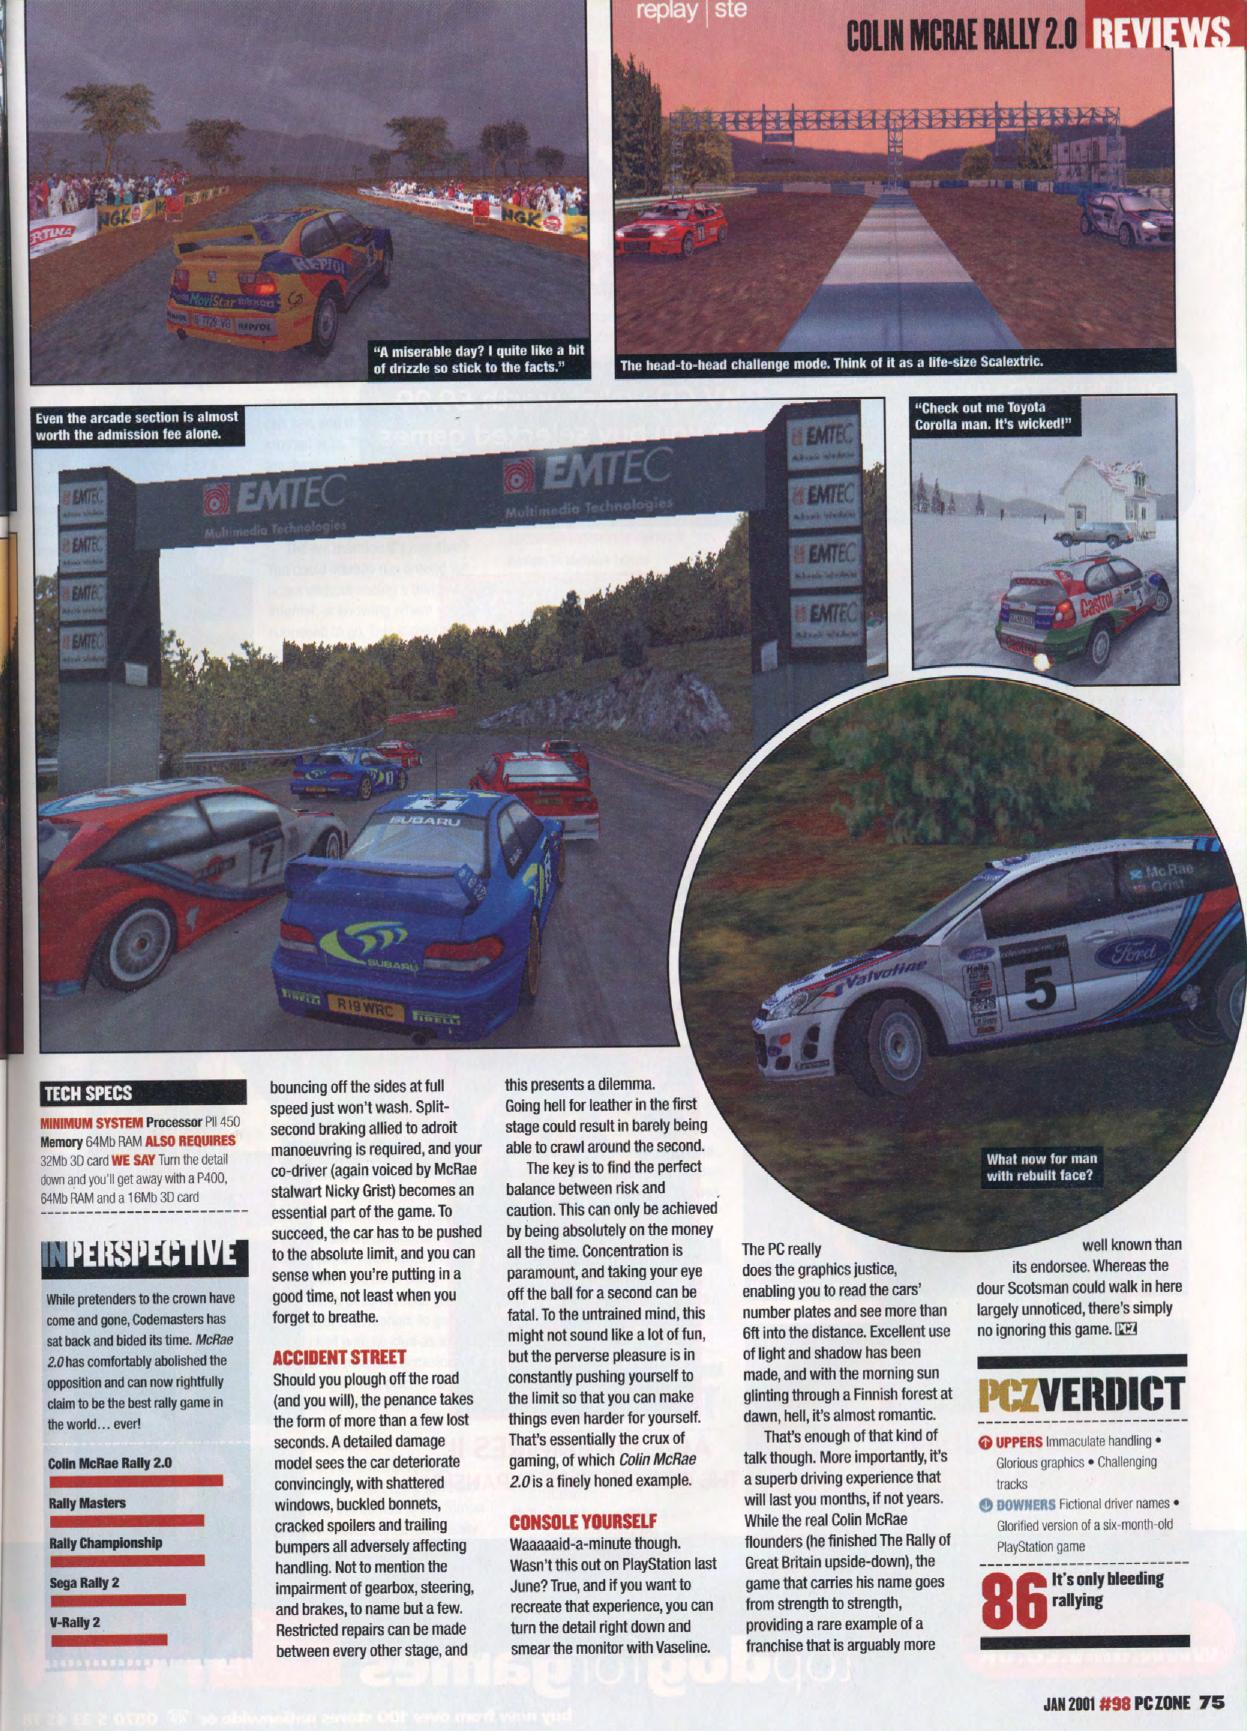 replay | ste
COLIN MCRAE RALLY 2.0 REVIEWS
NGK
NGK
REPSOL
MoviStar
REPSOL
"A miserable day? I quite like a bit
of drizzle so stick to the facts."
The head-to-head challenge mode. Think of it as a life-size Scalextric.
Even the arcade section is almost
worth the admission fee alone.
EMTEC
Multimedia Technologies
EMTEC
Multimedia Technologies
EMTEC
EMTEC
EMTEC
EMTEC
EMTEC
EMTEC
EMTEC
EMTEC
7
SUBARU
SUBARU
PIRELLI
R19 WRC
PIRELLI
"Check out me Toyota
Corolla man. It's wicked!"
Castrol
McRae
Grist
Valvoline
Ford
5
What now for man
with rebuilt face?
TECH SPECS
MINIMUM SYSTEM Processor PII 450
Memory 64Mb RAM ALSO REQUIRES
32Mb 3D card WE SAY Turn the detail
down and you'll get away with a P400,
64Mb RAM and a 16Mb 3D card
INPERSPECTIVE
While pretenders to the crown have
come and gone, Codemasters has
sat back and bided its time. McRae
2.0 has comfortably abolished the
opposition and can now rightfully
claim to be the best rally game in
the world... ever!
Colin McRae Rally 2.0
Rally Masters
Rally Championship
Sega Rally 2
V-Rally 2
bouncing off the sides at full
speed just won't wash. Split-
second braking allied to adroit
manoeuvring is required, and your
co-driver (again voiced by McRae
stalwart Nicky Grist) becomes an
essential part of the game. To
succeed, the car has to be pushed
to the absolute limit, and you can
sense when you're putting in a
good time, not least when you
forget to breathe.
ACCIDENT STREET
Should you plough off the road
(and you will), the penance takes
the form of more than a few lost
seconds. A detailed damage
model sees the car deteriorate
convincingly, with shattered
windows, buckled bonnets,
cracked spoilers and trailing
bumpers all adversely affecting
handling. Not to mention the
impairment of gearbox, steering,
and brakes, to name but a few.
Restricted repairs can be made
between every other stage, and
this presents a dilemma.
Going hell for leather in the first
stage could result in barely being
able to crawl around the second.
The key is to find the perfect
balance between risk and
caution. This can only be achieved
by being absolutely on the money
all the time. Concentration is
paramount, and taking your eye
off the ball for a second can be
fatal. To the untrained mind, this
might not sound like a lot of fun,
but the perverse pleasure is in
constantly pushing yourself to
the limit so that you can make
things even harder for yourself.
That's essentially the crux of
gaming, of which Colin McRae
2.0 is a finely honed example.
CONSOLE YOURSELF
Waaaaaid-a-minute though.
Wasn't this out on PlayStation last
June? True, and if you want to
recreate that experience, you can
turn the detail right down and
smear the monitor with Vaseline.
The PC really
does the graphics justice,
enabling you to read the cars'
number plates and see more than
6ft into the distance. Excellent use
of light and shadow has been
made, and with the morning sun
glinting through a Finnish forest at
dawn, hell, it's almost romantic.
That's enough of that kind of
talk though. More importantly, it's
a superb driving experience that
will last you months, if not years.
While the real Colin McRae
flounders (he finished The Rally of
Great Britain upside-down), the
game that carries his name goes
from strength to strength,
providing a rare example of a
franchise that is arguably more
well known than
its endorsee. Whereas the
dour Scotsman could walk in here
largely unnoticed, there's simply
no ignoring this game. PCZ
PCZVERDICT
UPPERS Immaculate handling •
Glorious graphics • Challenging
tracks
DOWNERS Fictional driver names •
Glorified version of a six-month-old
PlayStation game
86 It's only bleeding
rallying
JAN 2001 #98 PC ZONE 75